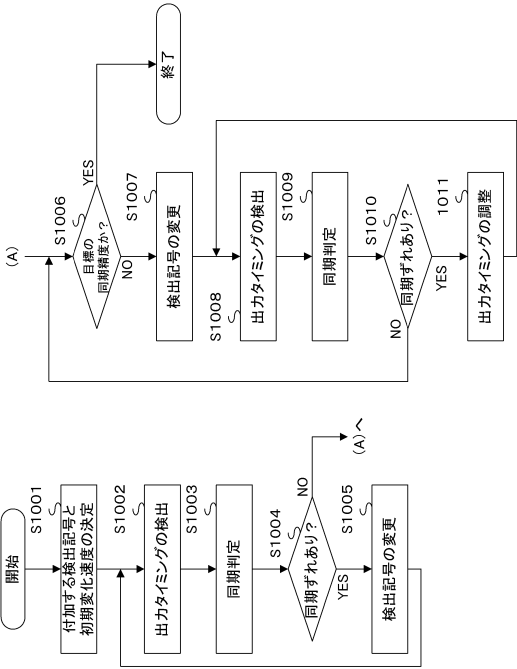 開始
S1001
付加する検出記号と
初期変化速度の決定
S1002
出力タイミングの検出
S1003
同期判定
S1004
同期ずれあり?
NO
(A)へ
YES
S1005
検出記号の変更
(A)
S1006
目標の
同期精度か?
YES
終了
NO
S1007
検出記号の変更
S1008
出力タイミングの検出
S1009
同期判定
S1010
同期ずれあり?
NO
YES
1011
出力タイミングの調整